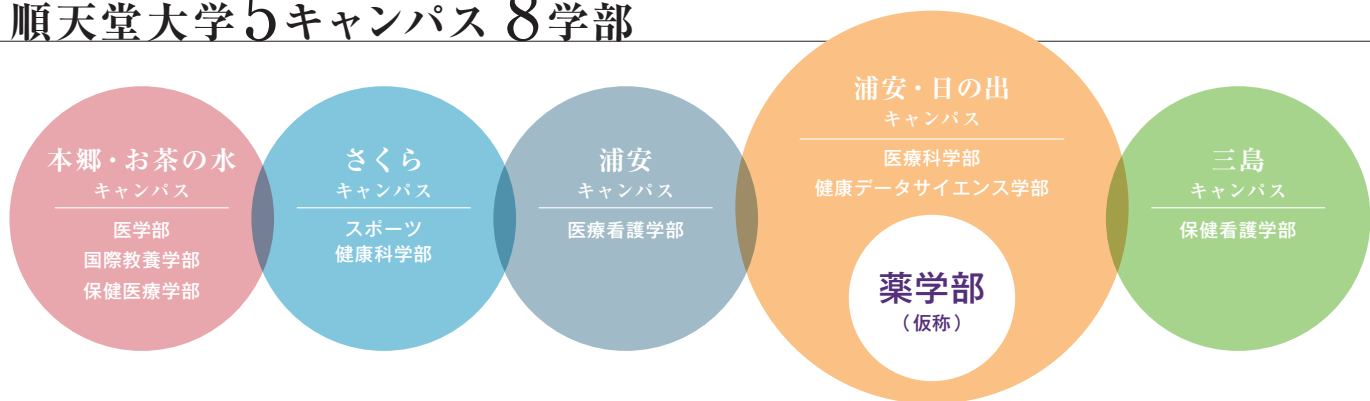 順天堂大学5キャンパス 8学部
本郷・お茶の水
キャンパス
医学部
国際教養学部
保健医療学部
さくら
キャンパス
スポーツ
健康科学部
浦安
キャンパス
医療看護学部
浦安・日の出
キャンパス
医療科学部
健康データサイエンス学部
薬学部
（仮称）
三島
キャンパス
保健看護学部